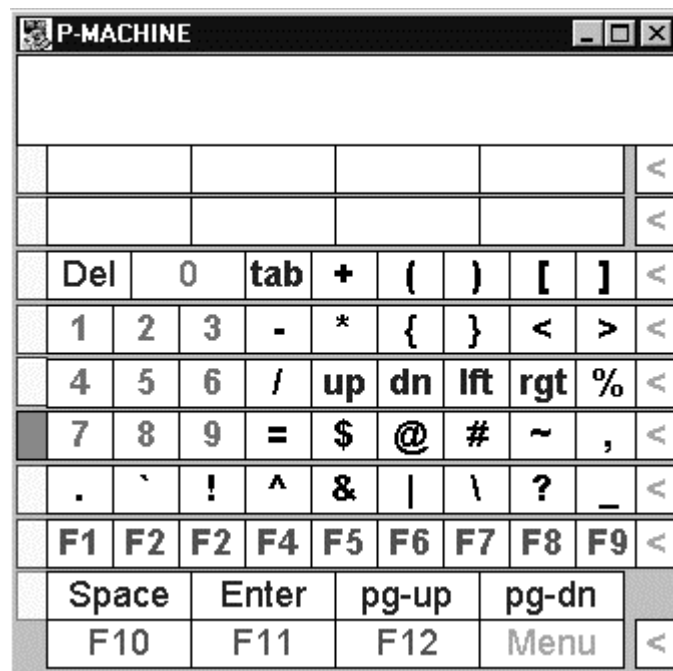 P-MACHINE
<
<
Del 0 tab + ( ) [ ] <
1 2 3 - * { } < > <
4 5 6 / up dn lft rgt % <
7 8 9 = $ @ # ~ , <
. ` ! ^ & | \ ? _ <
F1 F2 F2 F4 F5 F6 F7 F8 F9 <
Space Enter pg-up pg-dn
F10 F11 F12 Menu <